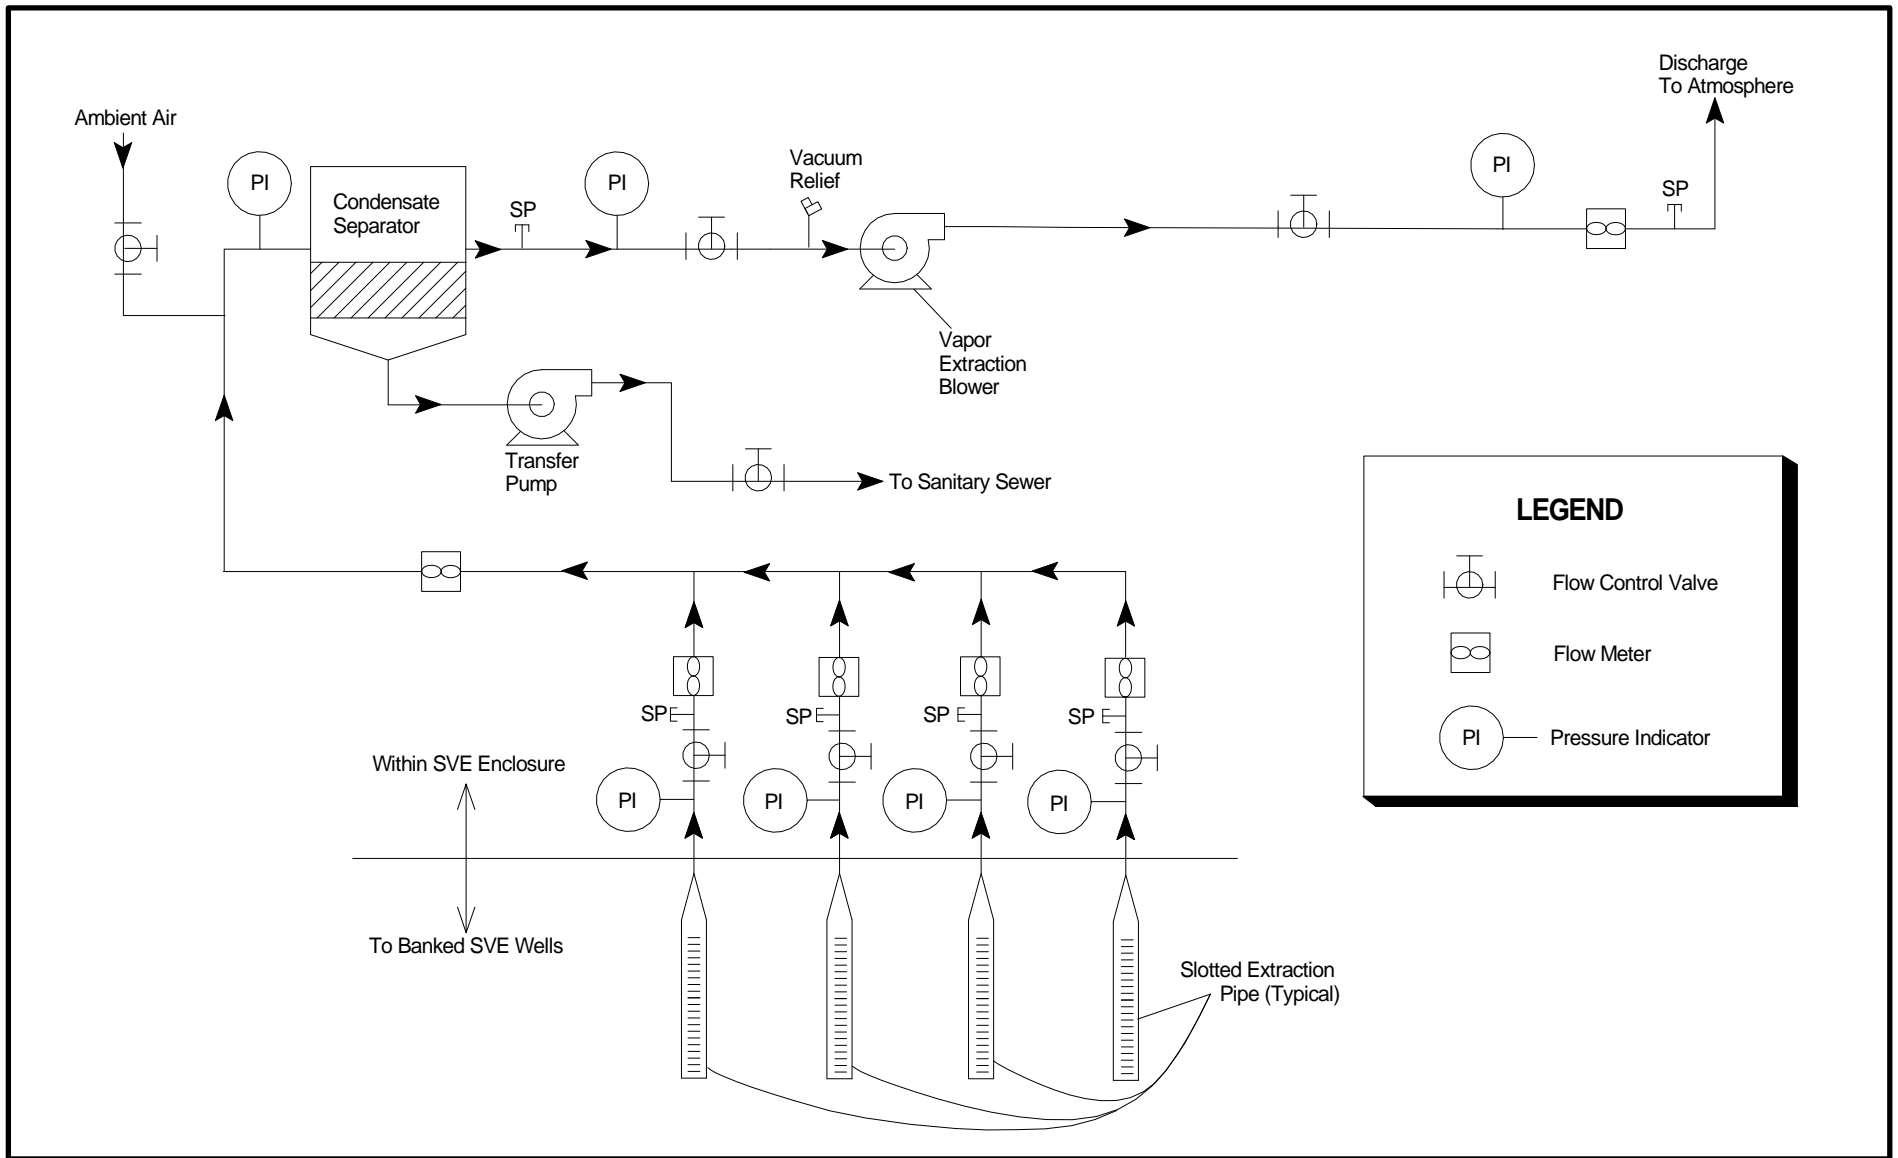 Discharge
To Atmosphere
Ambient Air
Vacuum
Relief
PI
Condensate
Separator
SP
PI
PI
SP
Vapor
Extraction
Blower
Transfer
Pump
To Sanitary Sewer
LEGEND
Flow Control Valve
Flow Meter
PI
Pressure Indicator
SP
SP
SP
SP
Within SVE Enclosure
PI
PI
PI
PI
To Banked SVE Wells
Slotted Extraction
Pipe (Typical)